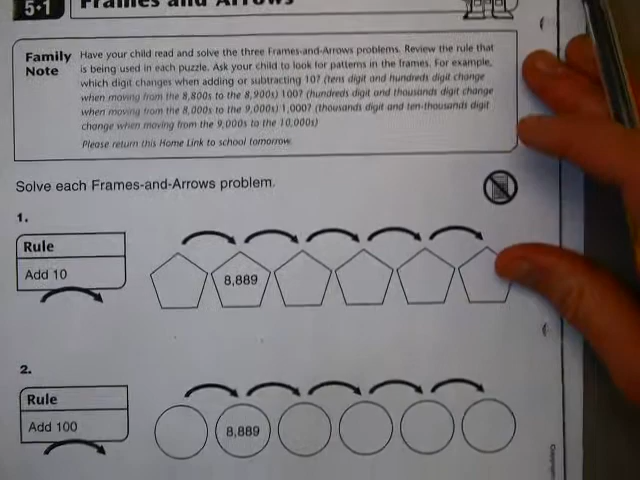 5·1 Frames and Arrows
Family Note
Have your child read and solve the three Frames-and-Arrows problems. Review the rule that
is being used in each puzzle. Ask your child to look for patterns in the frames. For example,
which digit changes when adding or subtracting 10? (tens digit and hundreds digit change
when moving from the 8,800s to the 8,900s) 100? (hundreds digit and thousands digit change
when moving from the 8,000s to the 9,000s) 1,000? (thousands digit and ten-thousands digit
change when moving from the 9,000s to the 10,000s)
Please return this Home Link to school tomorrow.
Solve each Frames-and-Arrows problem.
1.
Rule
Add 10
8,889
2.
Rule
Add 100
8,889